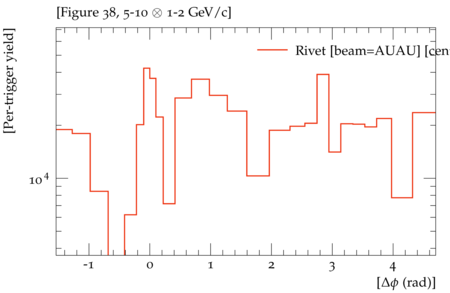 [Figure 38, 5-10 ⊗ 1-2 GeV/c]
[Per-trigger yield]
Rivet [beam=AUAU] [cen
10⁴
-1 0 1 2 3 4
[Δϕ (rad)]